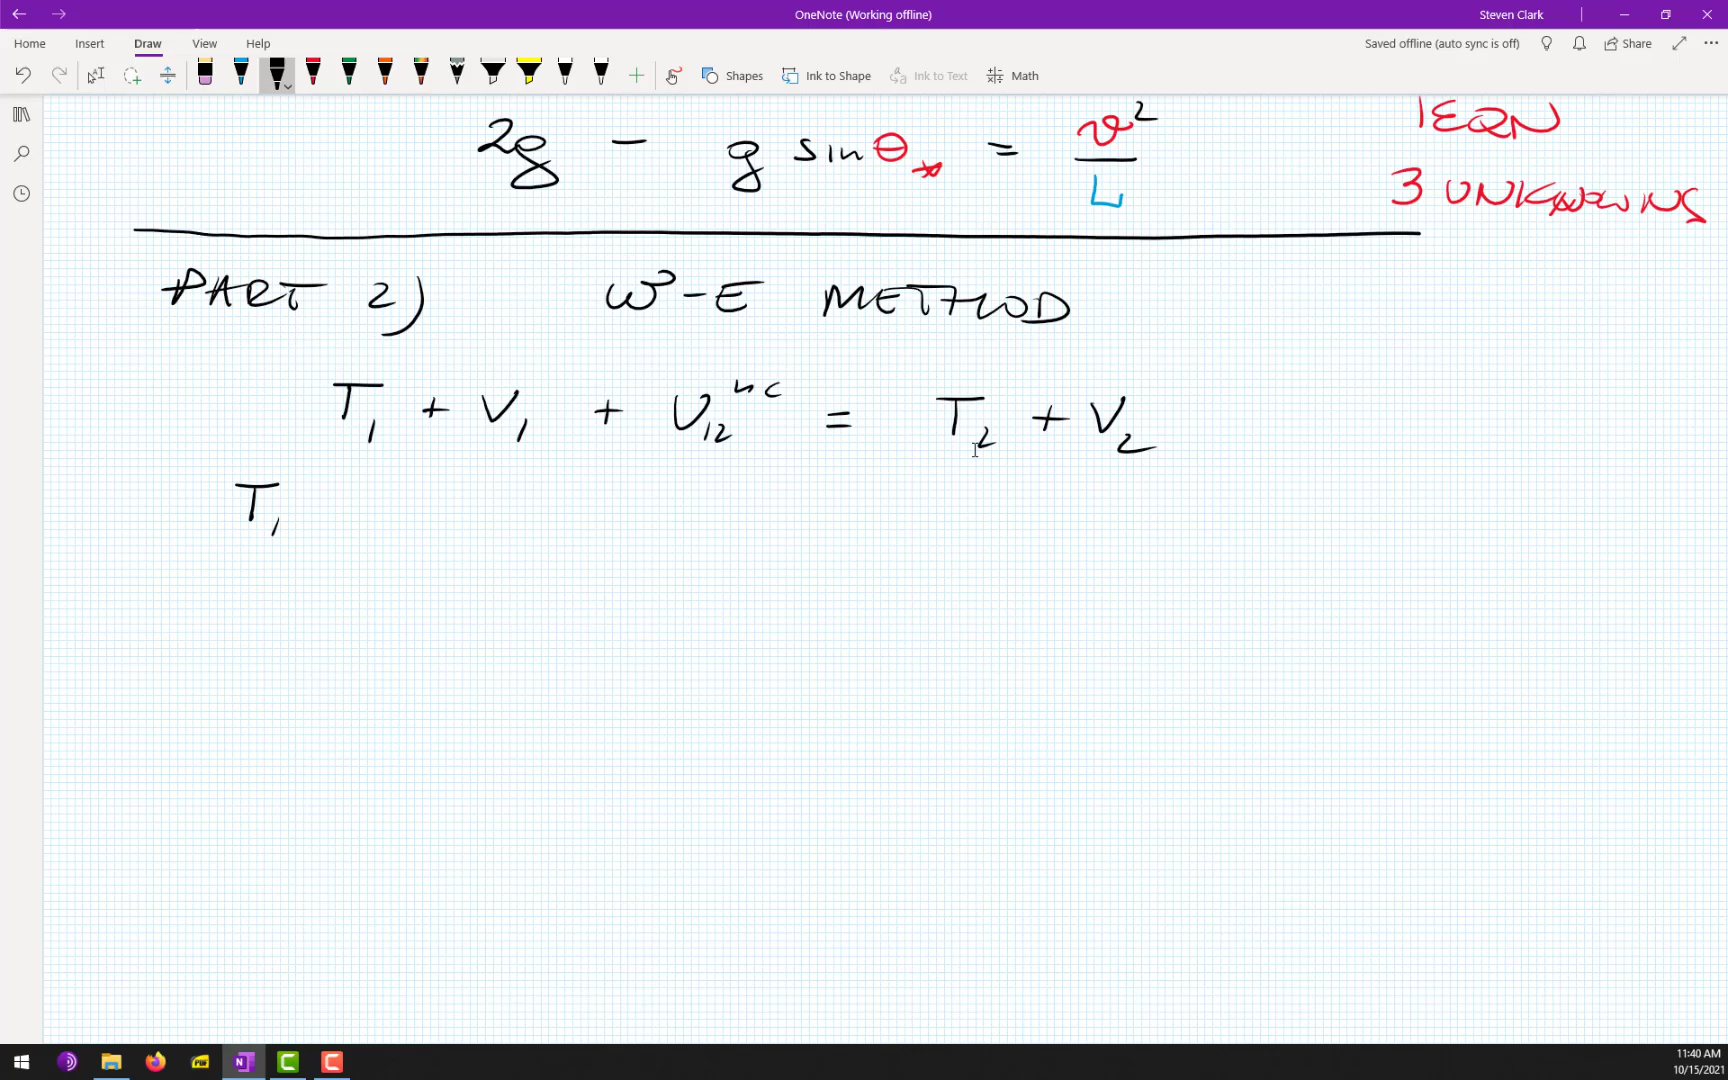 OneNote (Working offline)
Steven Clark
Home Insert Draw View Help
Saved offline (auto sync is off)
Share
Shapes
Ink to Shape
Ink to Text
Math
2g - g sin θ* = v² / L
1 EQN
3 UNKNOWNS
PART 2) W-E METHOD
T₁ + V₁ + U₁₂ⁿᶜ = T₂ + V₂
T₁
11:40 AM
10/15/2021